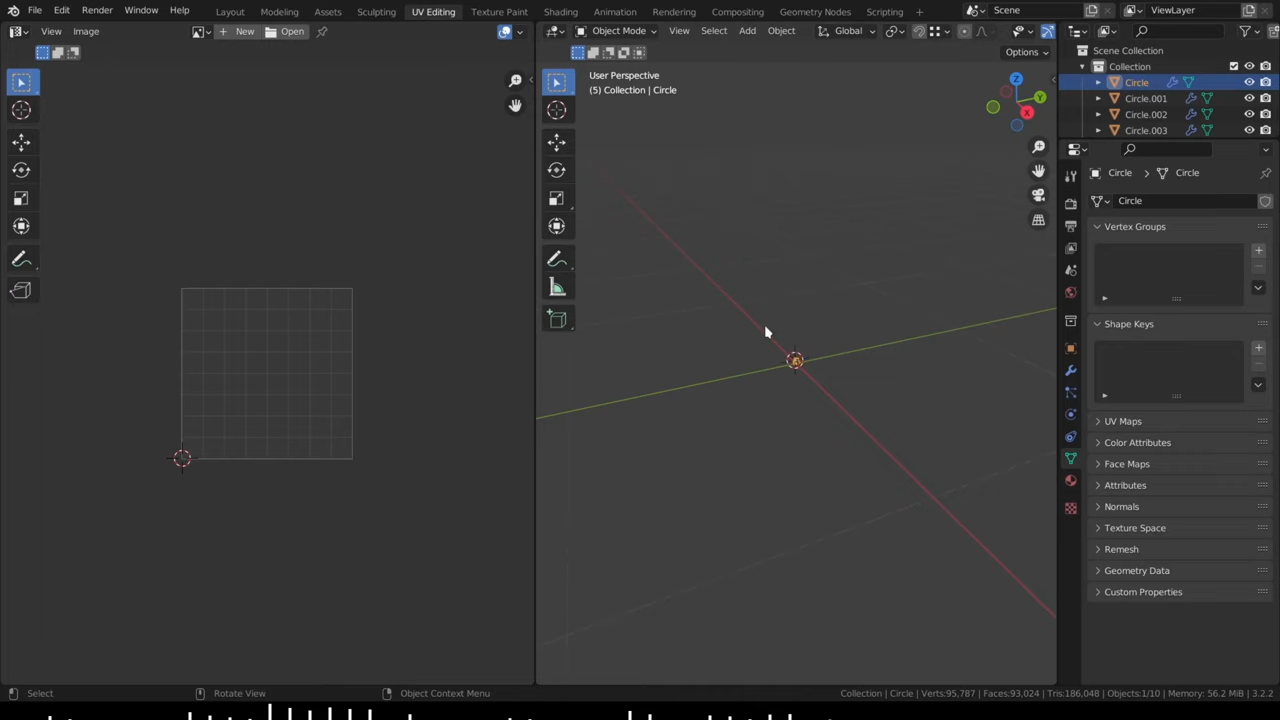 File Edit Render Window Help Layout Modeling Sculpting UV Editing Texture Paint Shading Animation Rendering Compositing Geometry Nodes Scripting + Scene ViewLayer
View Image New Open Object Mode View Select Add Object Global
Options
User Perspective
(5) Collection | Circle
Z
Y
X
Scene Collection
Collection
Circle
Circle.001
Circle.002
Circle.003
Circle > Circle
Circle
Vertex Groups
Shape Keys
UV Maps
Color Attributes
Face Maps
Attributes
Normals
Texture Space
Remesh
Geometry Data
Custom Properties
Select Rotate View Object Context Menu Collection | Circle | Verts:95,787 | Faces:93,024 | Tris:186,048 | Objects:1/10 | Memory: 56.2 MiB | 3.2.2